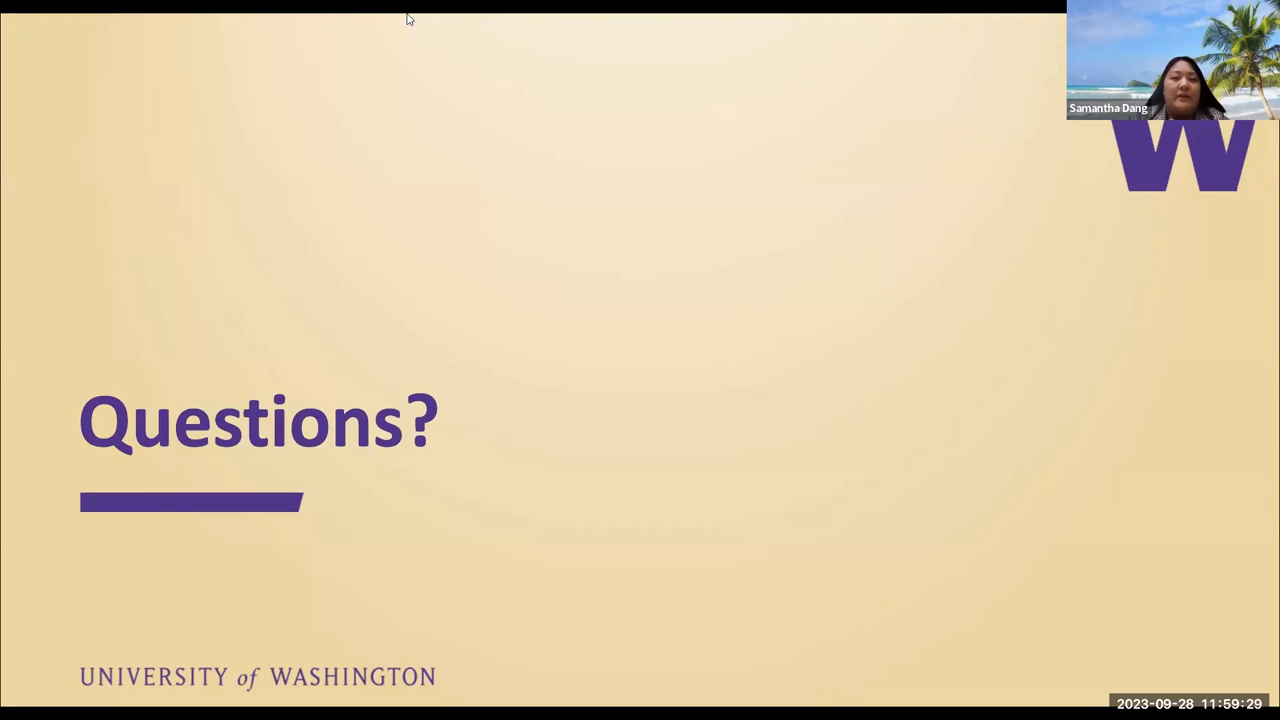 Samantha Dang
W
Questions?
UNIVERSITY of WASHINGTON
2023-09-28 11:59:29